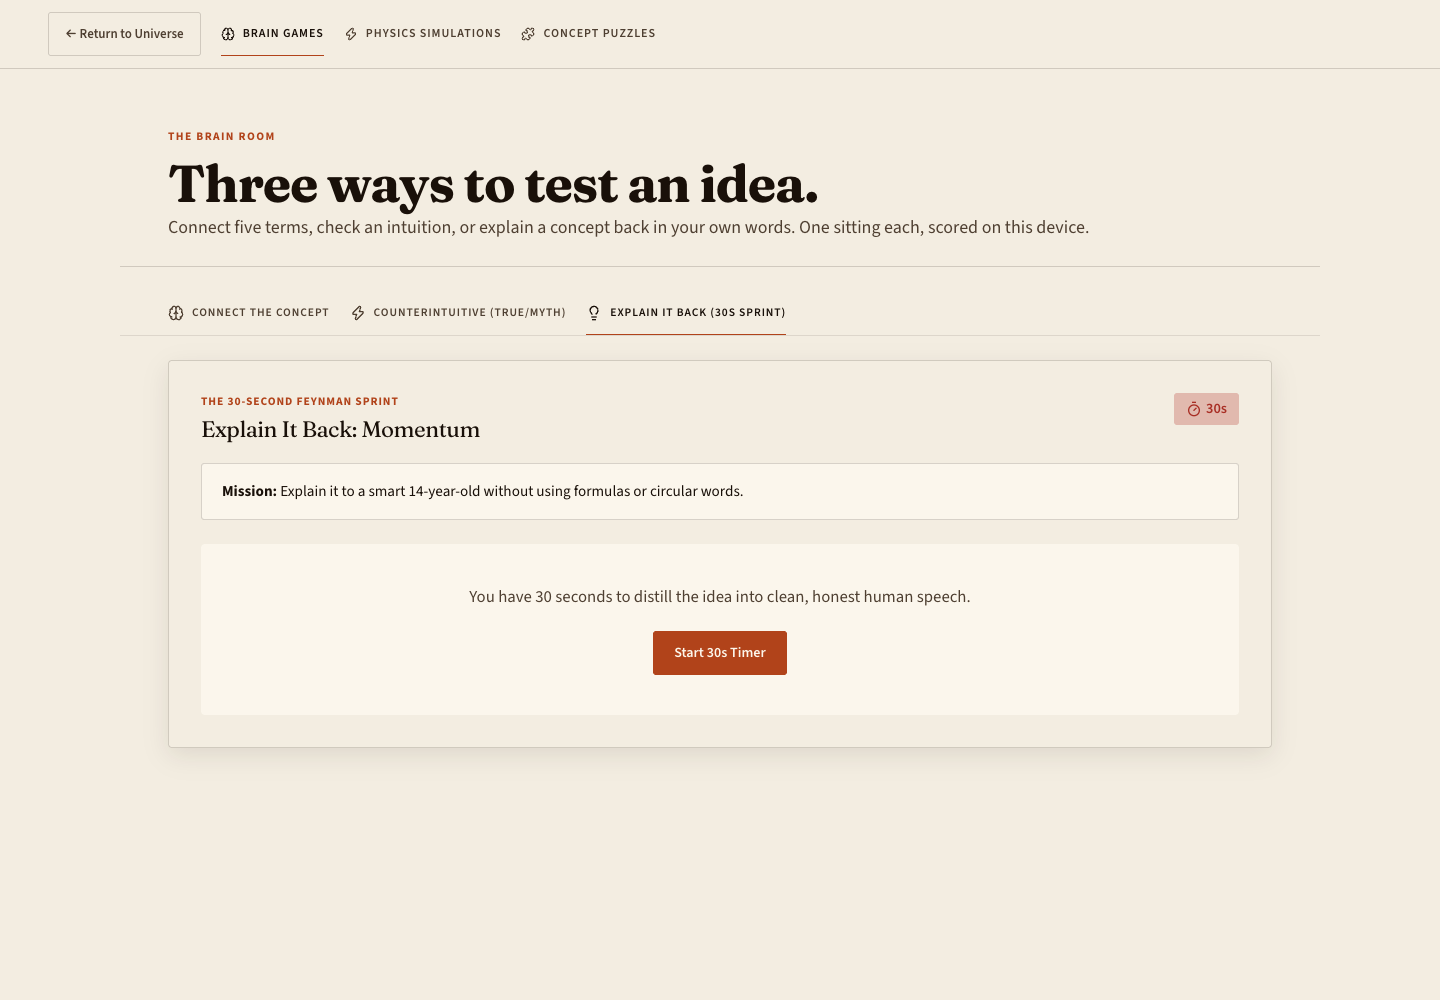 ← Return to Universe
BRAIN GAMES
PHYSICS SIMULATIONS
CONCEPT PUZZLES
THE BRAIN ROOM
Three ways to test an idea.
Connect five terms, check an intuition, or explain a concept back in your own words. One sitting each, scored on this device.
CONNECT THE CONCEPT
COUNTERINTUITIVE (TRUE/MYTH)
EXPLAIN IT BACK (30S SPRINT)
THE 30-SECOND FEYNMAN SPRINT
30s
Explain It Back: Momentum
Mission: Explain it to a smart 14-year-old without using formulas or circular words.
You have 30 seconds to distill the idea into clean, honest human speech.
Start 30s Timer